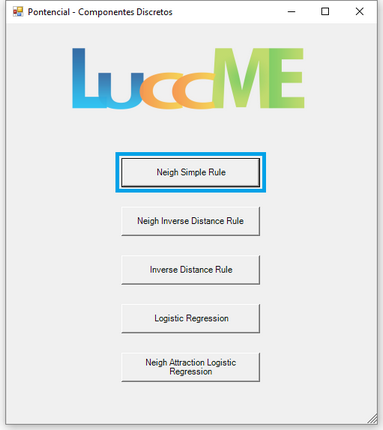 Pontencial - Componentes Discretos
LuccME
Neigh Simple Rule
Neigh Inverse Distance Rule
Inverse Distance Rule
Logistic Regression
Neigh Attraction Logistic
Regression